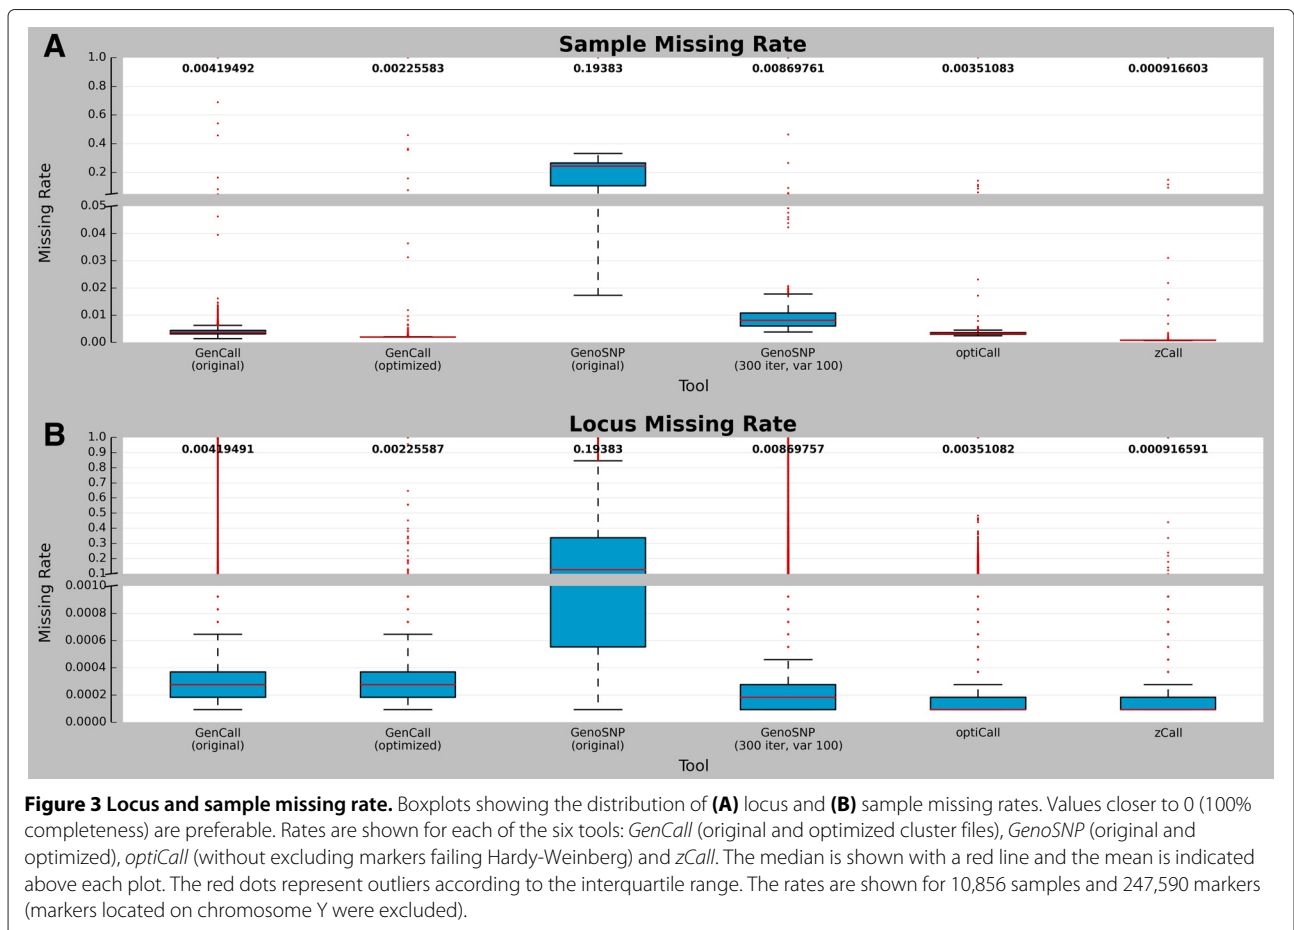 A
Sample Missing Rate
0.00419492 0.00225583 0.19383 0.00869761 0.00351083 0.000916603
1.0
0.8
0.6
0.4
0.2
0.05
0.04
0.03
0.02
0.01
0.00
Missing Rate
GenCall GenCall GenoSNP GenoSNP optiCall zCall
(original) (optimized) (original) (300 iter, var 100)
Tool
B
Locus Missing Rate
0.00419491 0.00225587 0.19383 0.00869757 0.00351082 0.000916591
1.0
0.9
0.8
0.7
0.6
0.5
0.4
0.3
0.2
0.1
0.0010
0.0008
0.0006
0.0004
0.0002
0.0000
Missing Rate
GenCall GenCall GenoSNP GenoSNP optiCall zCall
(original) (optimized) (original) (300 iter, var 100)
Tool
Figure 3 Locus and sample missing rate. Boxplots showing the distribution of (A) locus and (B) sample missing rates. Values closer to 0 (100%
completeness) are preferable. Rates are shown for each of the six tools: GenCall (original and optimized cluster files), GenoSNP (original and
optimized), optiCall (without excluding markers failing Hardy-Weinberg) and zCall. The median is shown with a red line and the mean is indicated
above each plot. The red dots represent outliers according to the interquartile range. The rates are shown for 10,856 samples and 247,590 markers
(markers located on chromosome Y were excluded).